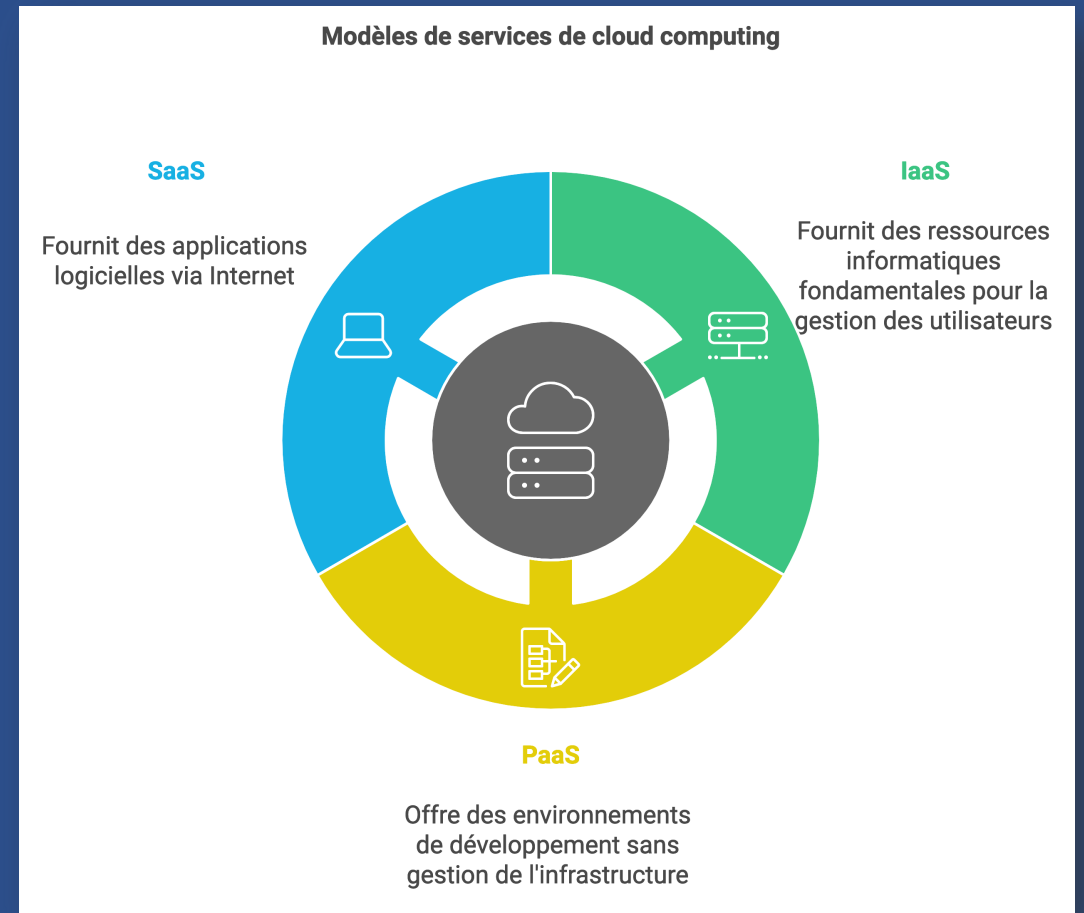 Modèles de services de cloud computing
SaaS
Fournit des applications
logicielles via Internet
IaaS
Fournit des ressources
informatiques
fondamentales pour la
gestion des utilisateurs
PaaS
Offre des environnements
de développement sans
gestion de l'infrastructure